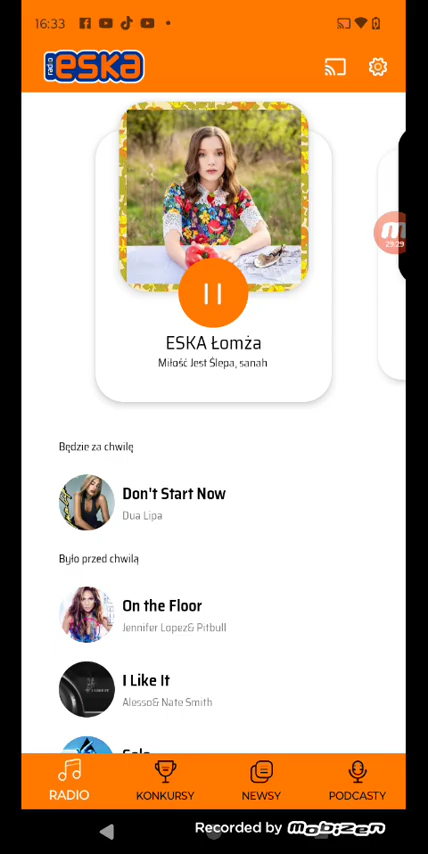 16:33
radio ESKA
29:29
ESKA Łomża
Miłość Jest Ślepa, sanah
Będzie za chwilę
Don't Start Now
Dua Lipa
Było przed chwilą
On the Floor
Jennifer Lopez& Pitbull
I Like It
Alesso& Nate Smith
RADIO
KONKURSY
NEWSY
PODCASTY
Recorded by Mobizen